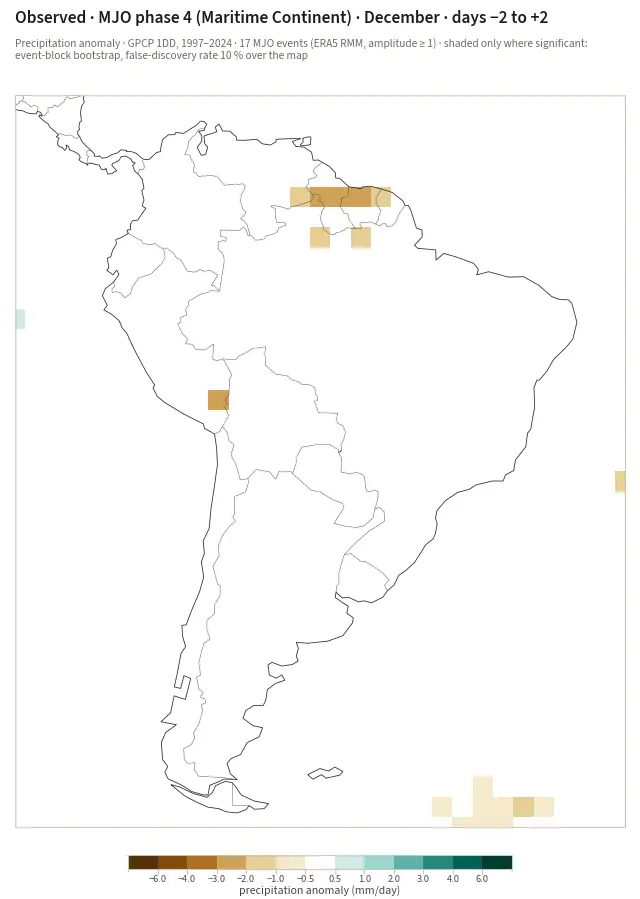 Observed · MJO phase 4 (Maritime Continent) · December · days −2 to +2
Precipitation anomaly · GPCP 1DD, 1997–2024 · 17 MJO events (ERA5 RMM, amplitude ≥ 1) · shaded only where significant:
event-block bootstrap, false-discovery rate 10 % over the map
−6.0 −4.0 −3.0 −2.0 −1.0 −0.5 0.5 1.0 2.0 3.0 4.0 6.0
precipitation anomaly (mm/day)